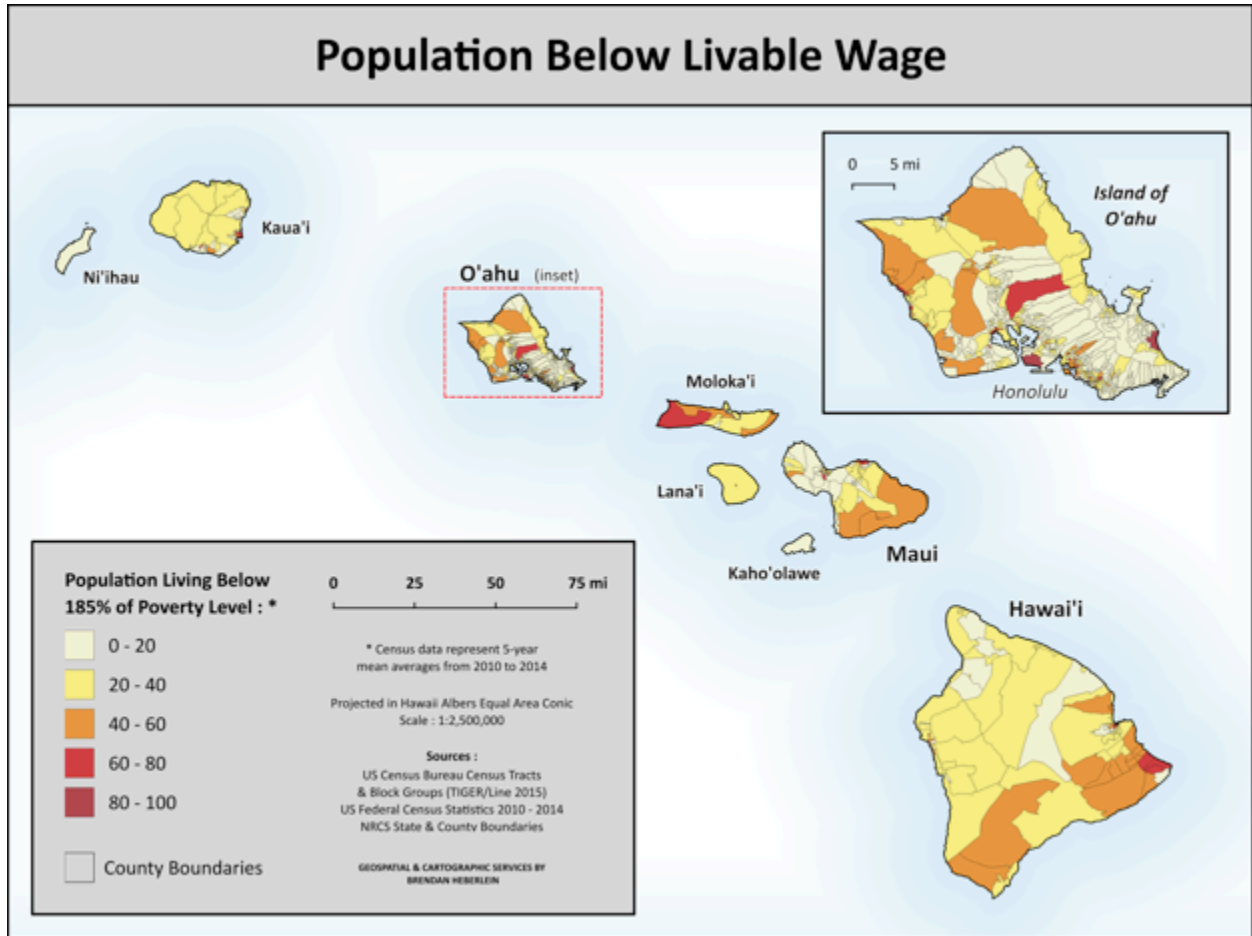 Population Below Livable Wage
0 5 mi
Island of
O'ahu
Honolulu
Kaua'i
Ni'ihau
O'ahu (inset)
Moloka'i
Lana'i
Kaho'olawe
Maui
Hawai'i
Population Living Below
185% of Poverty Level : *
0 - 20
20 - 40
40 - 60
60 - 80
80 - 100
County Boundaries
0 25 50 75 mi
* Census data represent 5-year
mean averages from 2010 to 2014
Projected in Hawaii Albers Equal Area Conic
Scale : 1:2,500,000
Sources :
US Census Bureau Census Tracts
& Block Groups (TIGER/Line 2015)
US Federal Census Statistics 2010 - 2014
NRCS State & County Boundaries
GEOSPATIAL & CARTOGRAPHIC SERVICES BY
BRENDAN HEBERLEIN